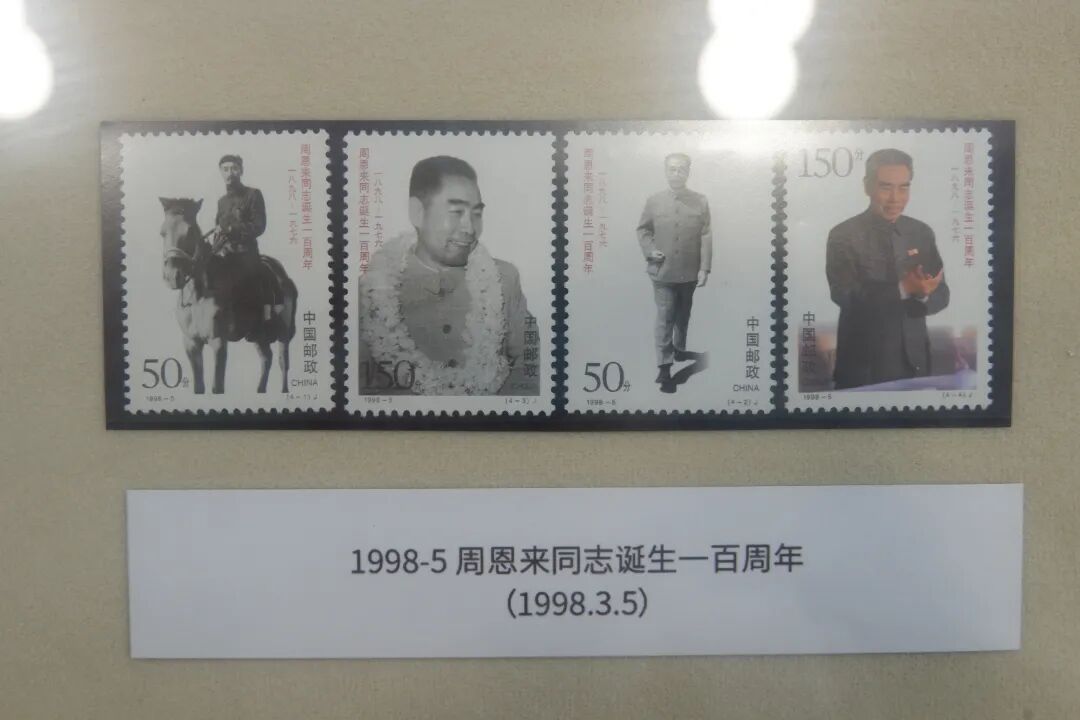 周恩来同志诞生一百周年
一八九八·一九七六
中国邮政
CHINA
50分
1998-5
(4-1)J
周恩来同志诞生一百周年
一八九八·一九七六
中国邮政
150分
1998-5
(4-3)J
周恩来同志诞生一百周年
一八九八·一九七六
中国邮政
CHINA
50分
1998-5
(4-2)J
150分
周恩来同志诞生一百周年
一八九八·一九七六
中国邮政
1998-5
(4-4)J
1998-5 周恩来同志诞生一百周年
(1998.3.5)